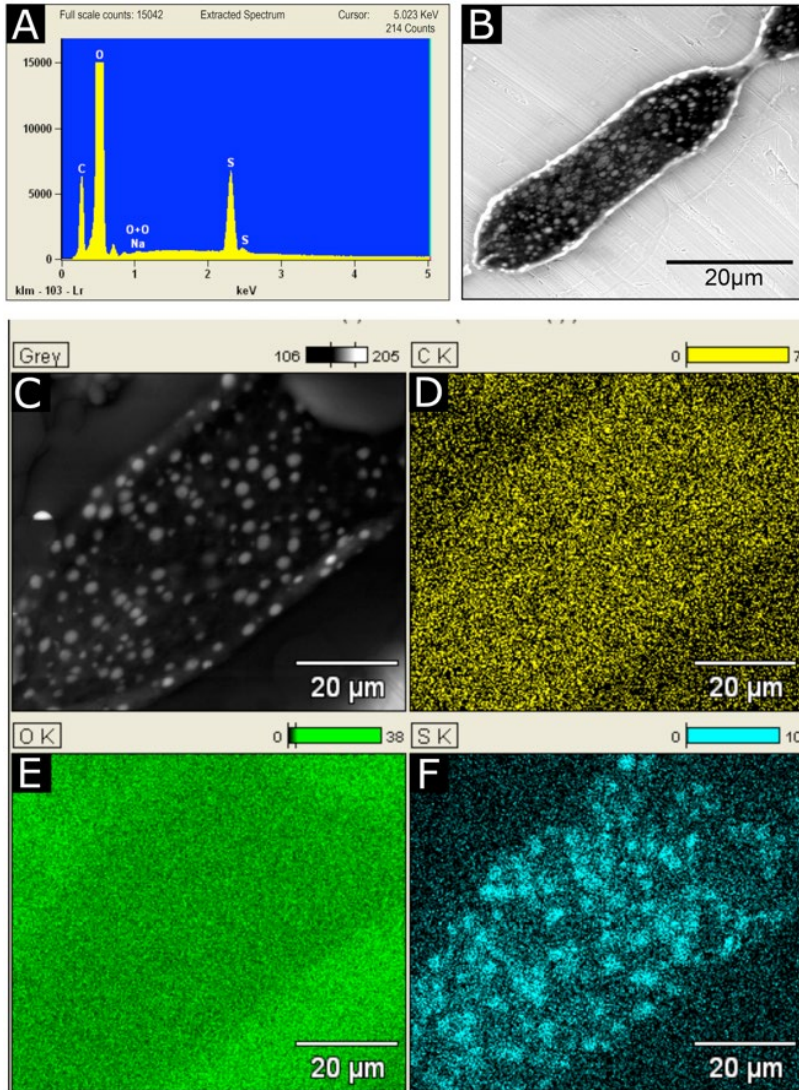 A
Full scale counts: 15042 Extracted Spectrum Cursor: 5.023 KeV
214 Counts
15000
10000
5000
0
O
C
O+O
Na
S
S
0 1 2 3 4 5
klm - 103 - Lr keV
B
20µm
Grey 106 205
C K 0 7
C
20 µm
D
20 µm
O K 0 38
S K 0 10
E
20 µm
F
20 µm